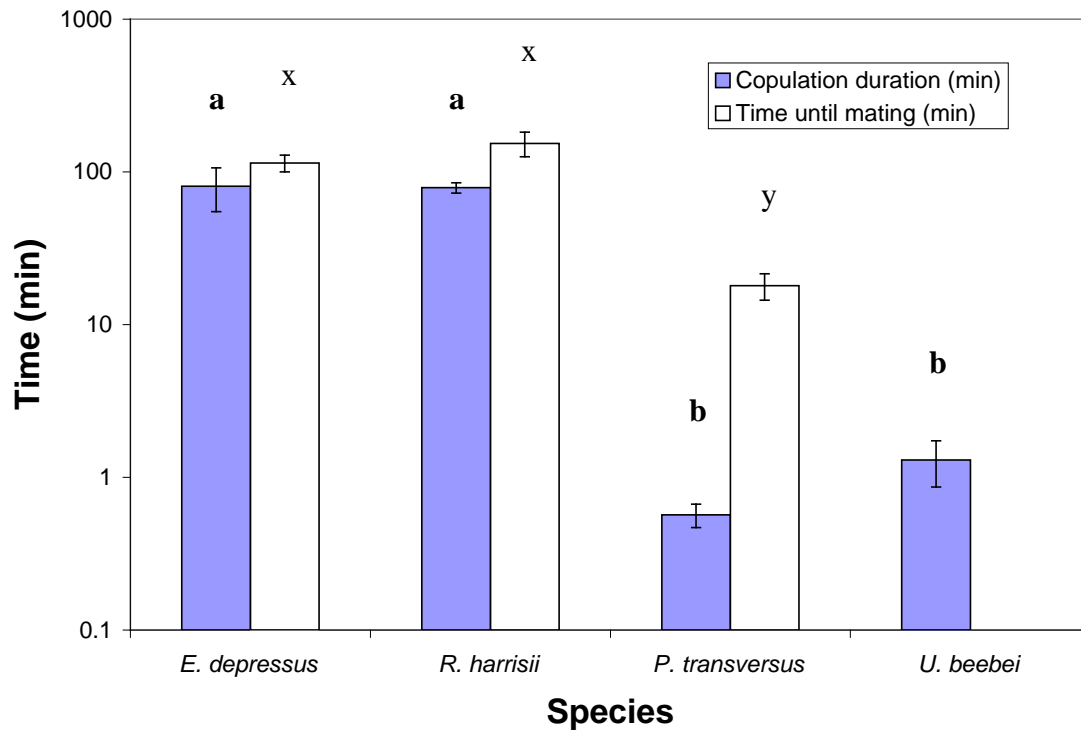 1000
100
10
1
0.1
Time (min)
a
x
a
x
b
y
b
Copulation duration (min)
Time until mating (min)
E. depressus
R. harrisii
P. transversus
U. beebei
Species